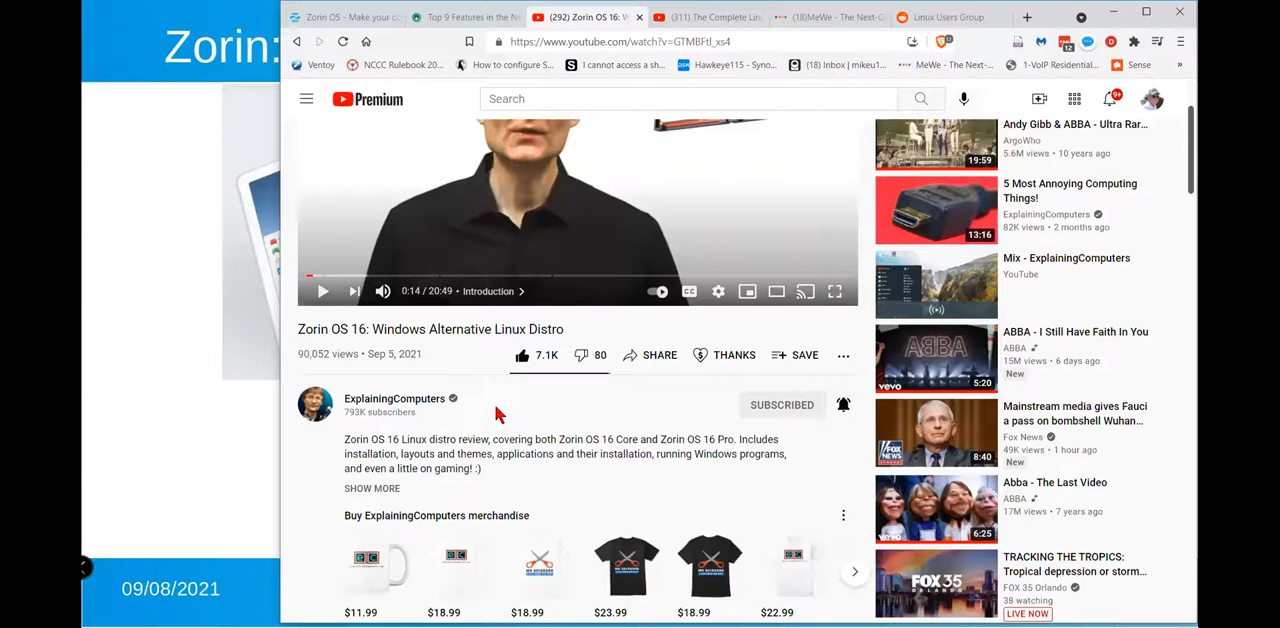 Zorin:
09/08/2021
Zorin OS - Make your co
Top 9 Features in the Ne
(292) Zorin OS 16: W
(311) The Complete Lin
(18)MeWe - The Next-G
Linux Users Group
https://www.youtube.com/watch?v=GTMBFtl_xs4
12
Ventoy
NCCC Rulebook 20...
How to configure S...
I cannot access a sh...
Hawkeye115 - Syno...
(18) Inbox | mikeu1...
MeWe - The Next-...
1-VoIP Residential...
Sense
»
Premium
Search
9+
0:14 / 20:49 • Introduction
Zorin OS 16: Windows Alternative Linux Distro
90,052 views • Sep 5, 2021
7.1K
80
SHARE
THANKS
SAVE
ExplainingComputers
793K subscribers
SUBSCRIBED
Zorin OS 16 Linux distro review, covering both Zorin OS 16 Core and Zorin OS 16 Pro. Includes
installation, layouts and themes, applications and their installation, running Windows programs,
and even a little on gaming! :)
SHOW MORE
Buy ExplainingComputers merchandise
$11.99
$18.99
$18.99
$23.99
$18.99
$22.99
19:59
Andy Gibb & ABBA - Ultra Rar...
ArgoWho
5.6M views • 10 years ago
13:16
5 Most Annoying Computing
Things!
ExplainingComputers
82K views • 2 months ago
Mix - ExplainingComputers
YouTube
ABBA
vevo
5:20
ABBA - I Still Have Faith In You
ABBA
15M views • 6 days ago
New
8:40
Mainstream media gives Fauci
a pass on bombshell Wuhan...
Fox News
49K views • 1 hour ago
New
vevo
6:25
Abba - The Last Video
ABBA
17M views • 7 years ago
FOX 35
ORLANDO
TRACKING THE TROPICS:
Tropical depression or storm...
FOX 35 Orlando
38 watching
LIVE NOW